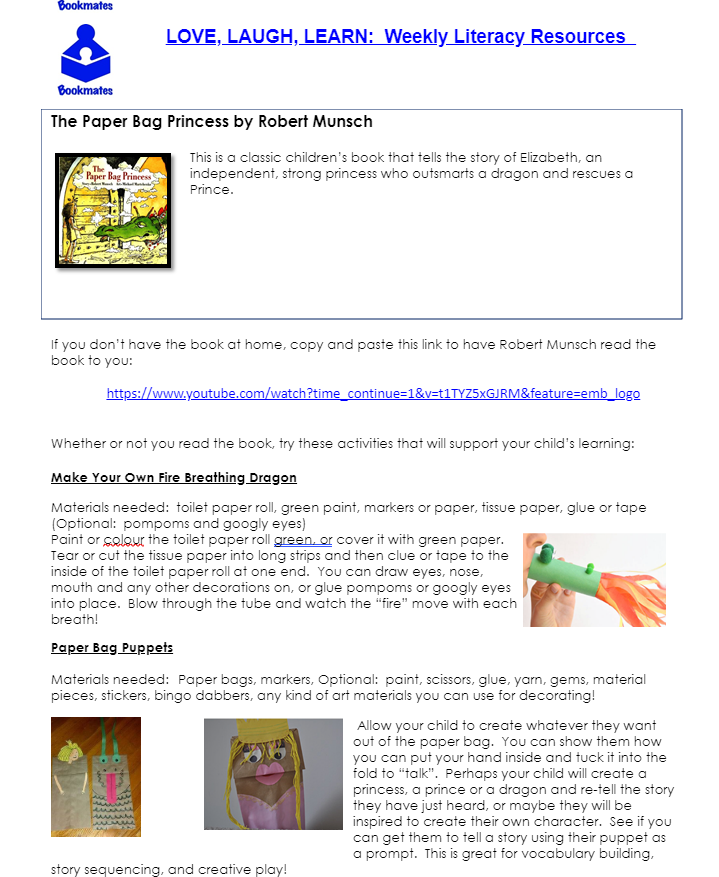 Bookmates
LOVE, LAUGH, LEARN: Weekly Literacy Resources
Bookmates
The Paper Bag Princess by Robert Munsch
The
Paper Bag Princess
Story • Robert Munsch Art • Michael Martchenko
This is a classic children’s book that tells the story of Elizabeth, an
independent, strong princess who outsmarts a dragon and rescues a
Prince.
If you don’t have the book at home, copy and paste this link to have Robert Munsch read the
book to you:
https://www.youtube.com/watch?time_continue=1&v=t1TYZ5xGJRM&feature=emb_logo
Whether or not you read the book, try these activities that will support your child’s learning:
Make Your Own Fire Breathing Dragon
Materials needed: toilet paper roll, green paint, markers or paper, tissue paper, glue or tape
(Optional: pompoms and googly eyes)
Paint or colour the toilet paper roll green, or cover it with green paper.
Tear or cut the tissue paper into long strips and then clue or tape to the
inside of the toilet paper roll at one end. You can draw eyes, nose,
mouth and any other decorations on, or glue pompoms or googly eyes
into place. Blow through the tube and watch the “fire” move with each
breath!
Paper Bag Puppets
Materials needed: Paper bags, markers, Optional: paint, scissors, glue, yarn, gems, material
pieces, stickers, bingo dabbers, any kind of art materials you can use for decorating!
Allow your child to create whatever they want
out of the paper bag. You can show them how
you can put your hand inside and tuck it into the
fold to “talk”. Perhaps your child will create a
princess, a prince or a dragon and re-tell the story
they have just heard, or maybe they will be
inspired to create their own character. See if you
can get them to tell a story using their puppet as
a prompt. This is great for vocabulary building,
story sequencing, and creative play!